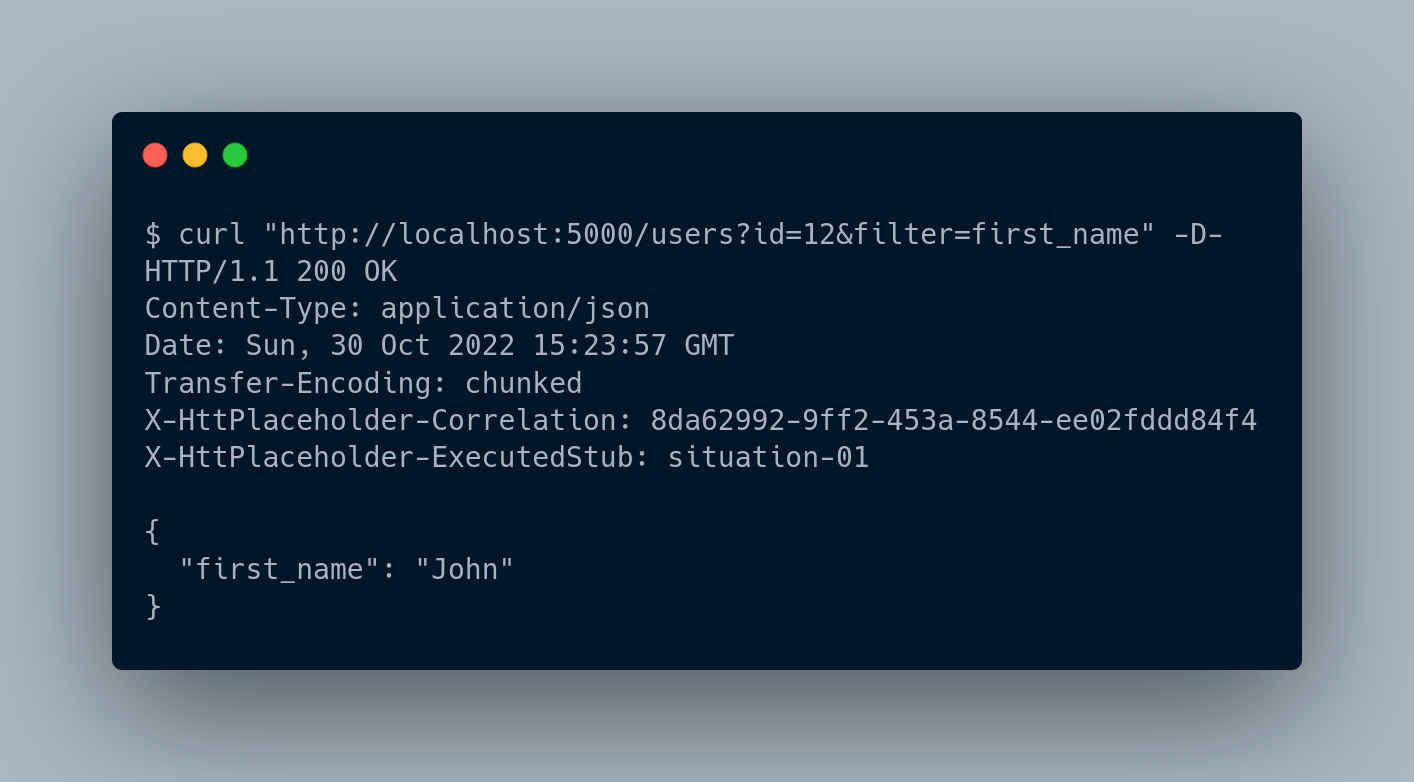 $ curl "http://localhost:5000/users?id=12&filter=first_name" -D-
HTTP/1.1 200 OK
Content-Type: application/json
Date: Sun, 30 Oct 2022 15:23:57 GMT
Transfer-Encoding: chunked
X-HttPlaceholder-Correlation: 8da62992-9ff2-453a-8544-ee02fddd84f4
X-HttPlaceholder-ExecutedStub: situation-01

{
  "first_name": "John"
}